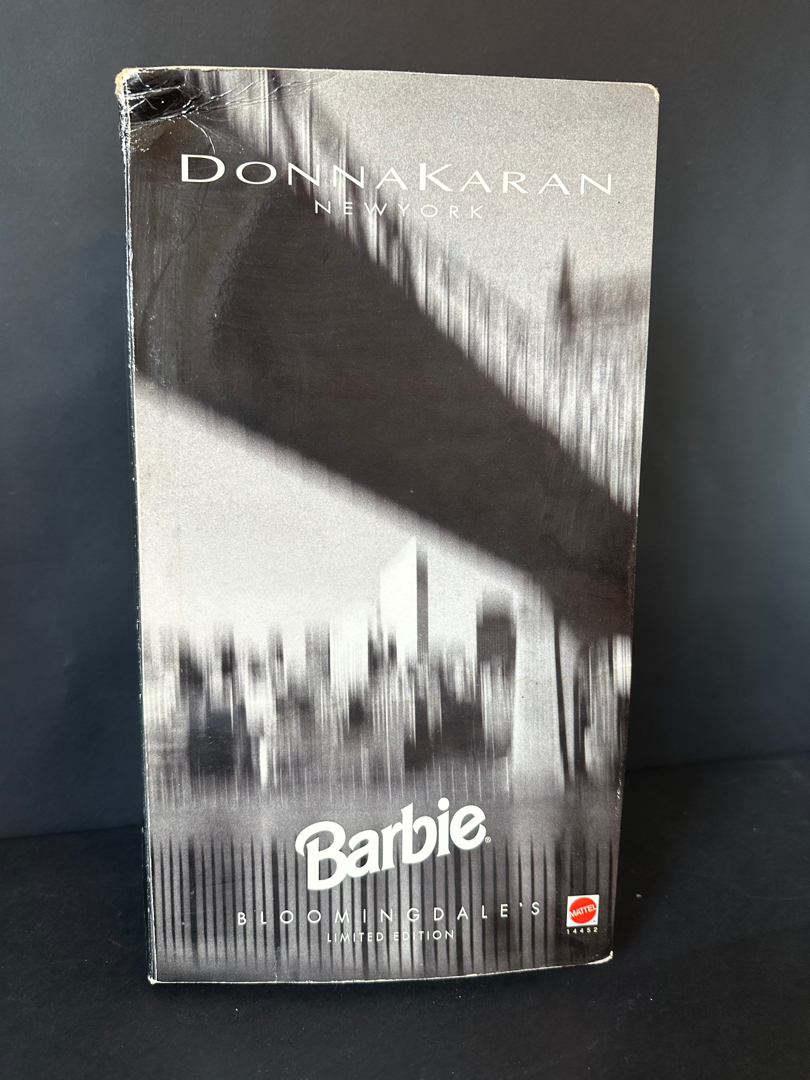 DONNAKARAN
NEWYORK
Barbie®
BLOOMINGDALE'S
LIMITED EDITION
MATTEL
14452